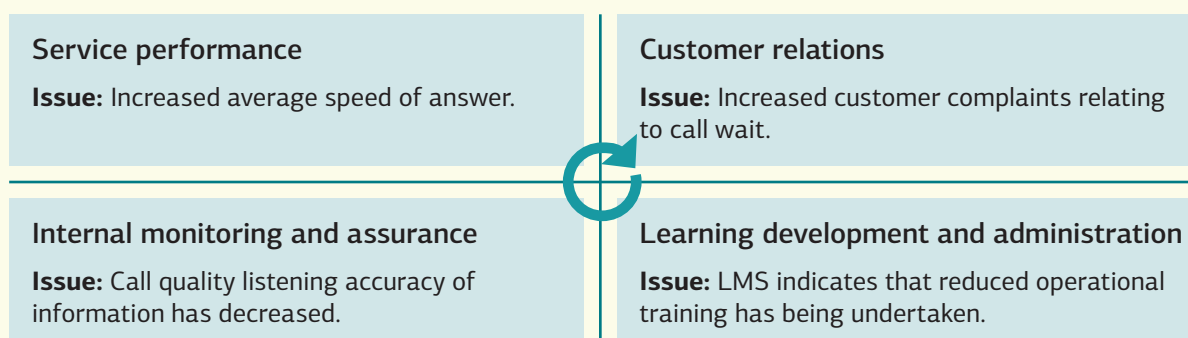 Service performance
Issue: Increased average speed of answer.
Customer relations
Issue: Increased customer complaints relating
to call wait.
Internal monitoring and assurance
Issue: Call quality listening accuracy of
information has decreased.
Learning development and administration
Issue: LMS indicates that reduced operational
training has being undertaken.